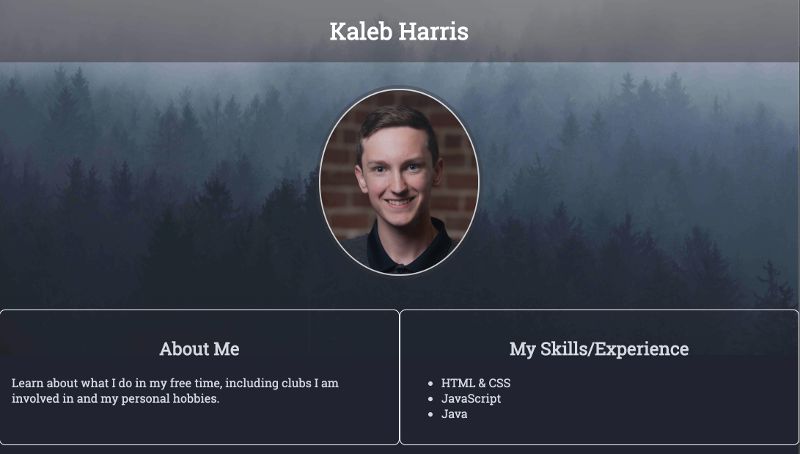 Kaleb Harris
About Me
Learn about what I do in my free time, including clubs I am
involved in and my personal hobbies.
My Skills/Experience
HTML & CSS
JavaScript
Java